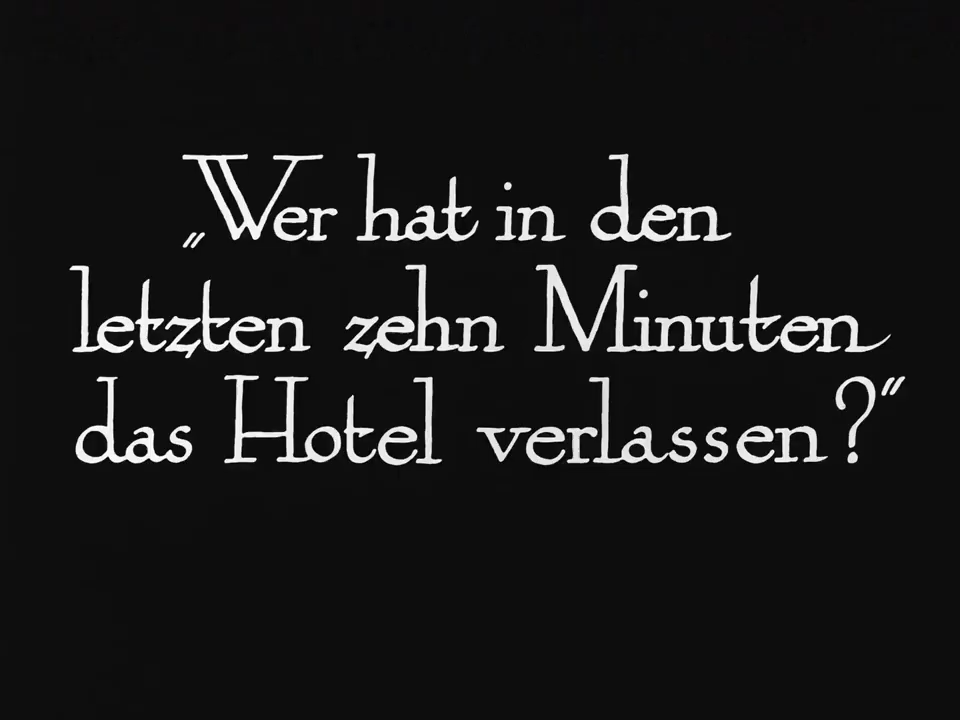 „Wer hat in den
letzten zehn Minuten
das Hotel verlassen?“